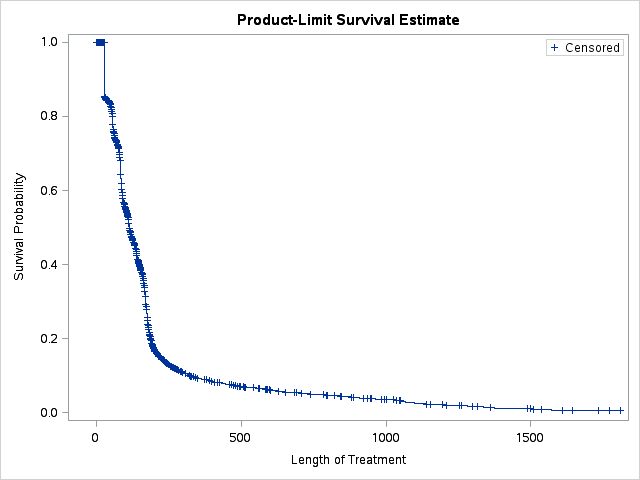 Product-Limit Survival Estimate
+ Censored
1.0
0.8
0.6
0.4
0.2
0.0
Survival Probability
0 500 1000 1500
Length of Treatment